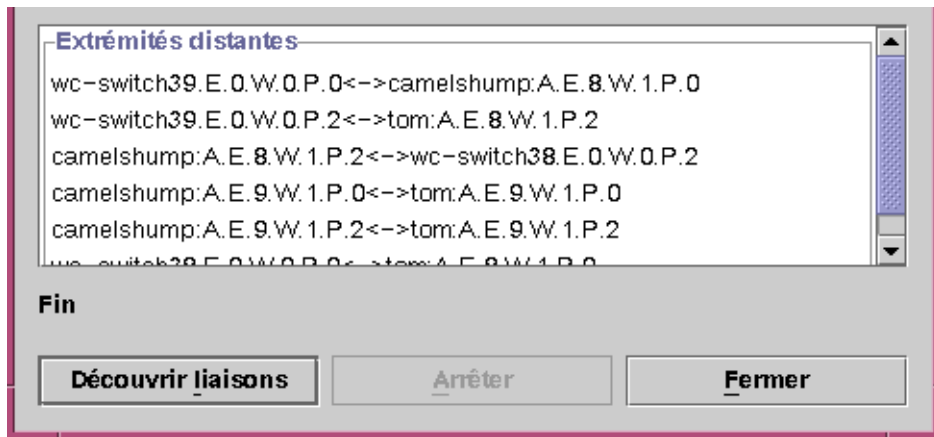 Extrémités distantes
wc-switch39.E.0.W.0.P.0<->camelshump:A.E.8.W.1.P.0
wc-switch39.E.0.W.0.P.2<->tom:A.E.8.W.1.P.2
camelshump:A.E.8.W.1.P.2<->wc-switch38.E.0.W.0.P.2
camelshump:A.E.9.W.1.P.0<->tom:A.E.9.W.1.P.0
camelshump:A.E.9.W.1.P.2<->tom:A.E.9.W.1.P.2
Fin
Découvrir liaisons
Arrêter
Fermer